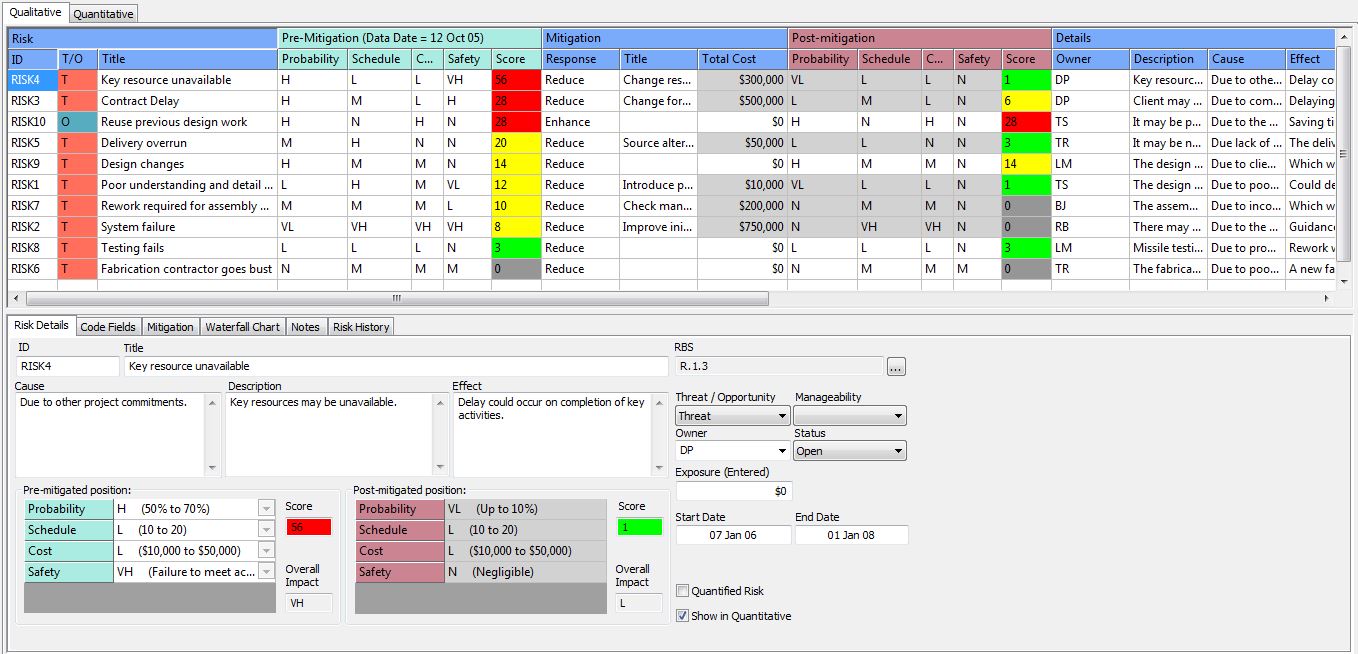 Qualitative Quantitative
Risk Pre-Mitigation (Data Date = 12 Oct 05) Mitigation Post-mitigation Details
ID T/O Title Probability Schedule C... Safety Score Response Title Total Cost Probability Schedule C... Safety Score Owner Description Cause Effect
RISK4 T Key resource unavailable H L L VH 56 Reduce Change res... $300,000 VL L L N 1 DP Key resourc... Due to othe... Delay co
RISK3 T Contract Delay H M L H 28 Reduce Change for... $500,000 L M L N 6 DP Client may ... Due to com... Delaying
RISK10 O Reuse previous design work H N H N 28 Enhance $0 H N H N 28 TS It may be p... Due to the ... Saving ti
RISK5 T Delivery overrun M H N N 20 Reduce Source alter... $50,000 L L N N 3 TR It may be n... Due lack of ... The deliv
RISK9 T Design changes H M M N 14 Reduce $0 H M M N 14 LM The design ... Due to clie... Which w
RISK1 T Poor understanding and detail ... L H M VL 12 Reduce Introduce p... $10,000 VL L L N 1 TS The design ... Due to poo... Could de
RISK7 T Rework required for assembly ... M M M L 10 Reduce Check man... $200,000 N M M N 0 BJ The assem... Due to inco... Which w
RISK2 T System failure VL VH VH VH 8 Reduce Improve ini... $750,000 N VH VH N 0 RB There may ... Due to the ... Guidanc
RISK8 T Testing fails L L L N 3 Reduce $0 L L L N 3 LM Missile testi... Due to pro... Rework w
RISK6 T Fabrication contractor goes bust N M M M 0 Reduce $0 N M M M 0 TR The fabrica... Due to poo... A new fa
Risk Details Code Fields Mitigation Waterfall Chart Notes Risk History
ID Title RBS
RISK4 Key resource unavailable R.1.3 ...
Cause Description Effect
Due to other project commitments. Key resources may be unavailable. Delay could occur on completion of key
activities.
Threat / Opportunity Manageability
Threat
Owner Status
DP Open
Exposure (Entered)
$0
Start Date End Date
07 Jan 06 01 Jan 08
Quantified Risk
Show in Quantitative
Pre-mitigated position:
Probability H (50% to 70%) Score
Schedule L (10 to 20) 56
Cost L ($10,000 to $50,000)
Safety VH (Failure to meet ac... Overall
Impact
VH
Post-mitigated position:
Probability VL (Up to 10%) Score
Schedule L (10 to 20) 1
Cost L ($10,000 to $50,000)
Safety N (Negligible) Overall
Impact
L